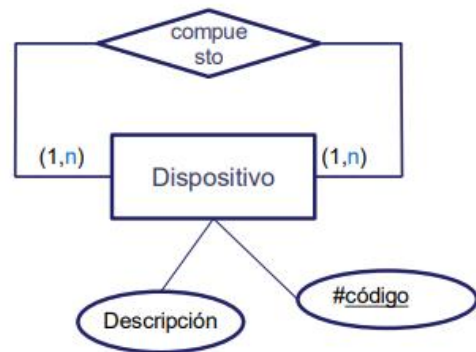 compue
sto
(1,n)
Dispositivo
(1,n)
Descripción
#código